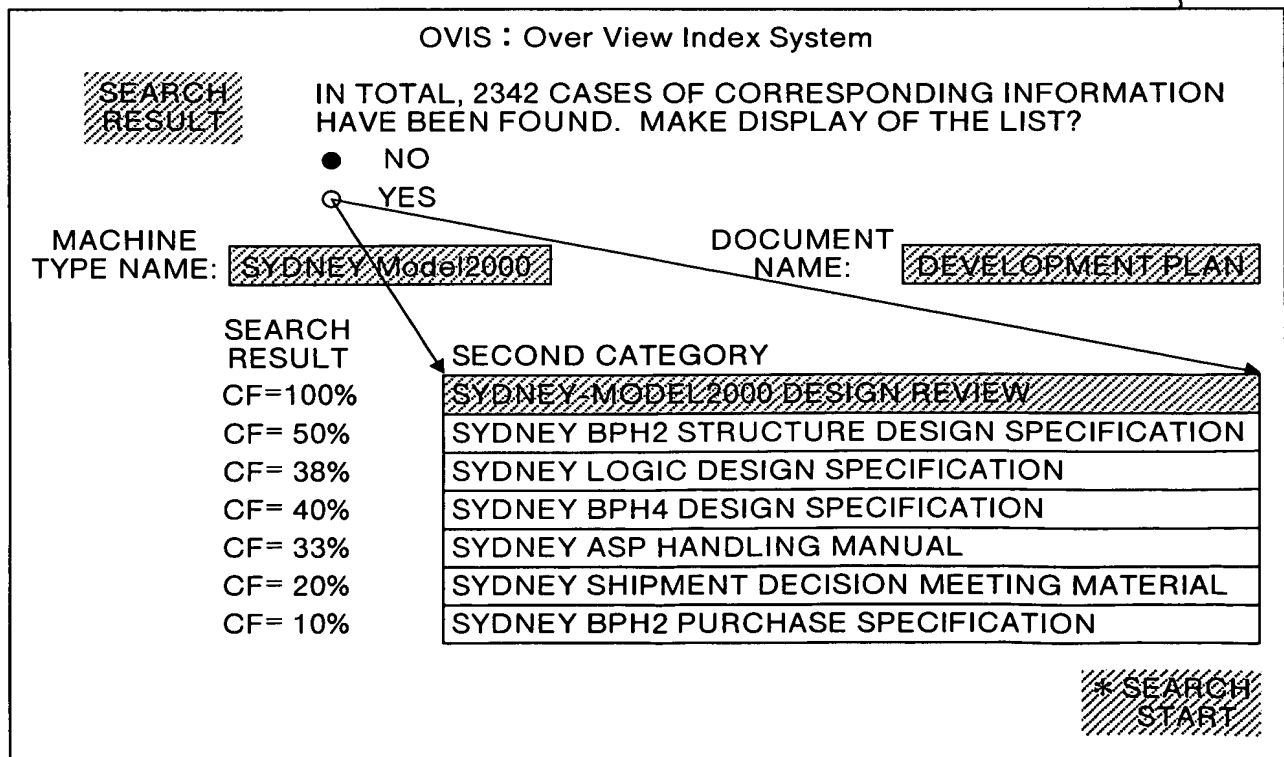 OVIS : Over View Index System
SEARCH RESULT
IN TOTAL, 2342 CASES OF CORRESPONDING INFORMATION
HAVE BEEN FOUND. MAKE DISPLAY OF THE LIST?
● NO
○ YES
MACHINE TYPE NAME: SYDNEY Model2000
DOCUMENT NAME: DEVELOPMENT PLAN
SEARCH RESULT
SECOND CATEGORY
CF=100% SYDNEY-MODEL2000 DESIGN REVIEW
CF= 50% SYDNEY BPH2 STRUCTURE DESIGN SPECIFICATION
CF= 38% SYDNEY LOGIC DESIGN SPECIFICATION
CF= 40% SYDNEY BPH4 DESIGN SPECIFICATION
CF= 33% SYDNEY ASP HANDLING MANUAL
CF= 20% SYDNEY SHIPMENT DECISION MEETING MATERIAL
CF= 10% SYDNEY BPH2 PURCHASE SPECIFICATION
* SEARCH START